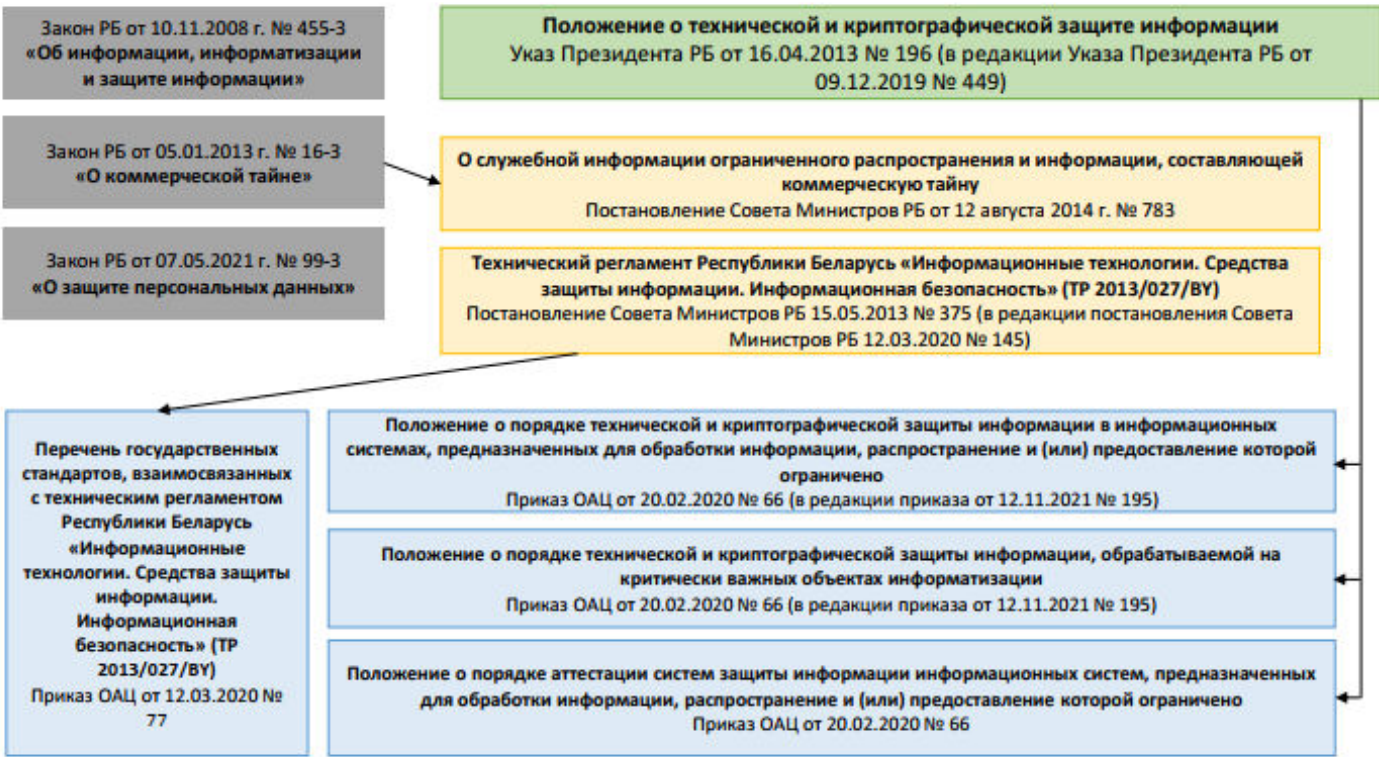 Закон РБ от 10.11.2008 г. № 455-З
«Об информации, информатизации
и защите информации»
Положение о технической и криптографической защите информации
Указ Президента РБ от 16.04.2013 № 196 (в редакции Указа Президента РБ от
09.12.2019 № 449)
Закон РБ от 05.01.2013 г. № 16-З
«О коммерческой тайне»
О служебной информации ограниченного распространения и информации, составляющей
коммерческую тайну
Постановление Совета Министров РБ от 12 августа 2014 г. № 783
Закон РБ от 07.05.2021 г. № 99-З
«О защите персональных данных»
Технический регламент Республики Беларусь «Информационные технологии. Средства
защиты информации. Информационная безопасность» (ТР 2013/027/BY)
Постановление Совета Министров РБ 15.05.2013 № 375 (в редакции постановления Совета
Министров РБ 12.03.2020 № 145)
Перечень государственных
стандартов, взаимосвязанных
с техническим регламентом
Республики Беларусь
«Информационные
технологии. Средства защиты
информации.
Информационная
безопасность» (ТР
2013/027/BY)
Приказ ОАЦ от 12.03.2020 №
77
Положение о порядке технической и криптографической защиты информации в информационных
системах, предназначенных для обработки информации, распространение и (или) предоставление которой
ограничено
Приказ ОАЦ от 20.02.2020 № 66 (в редакции приказа от 12.11.2021 № 195)
Положение о порядке технической и криптографической защиты информации, обрабатываемой на
критически важных объектах информатизации
Приказ ОАЦ от 20.02.2020 № 66 (в редакции приказа от 12.11.2021 № 195)
Положение о порядке аттестации систем защиты информации информационных систем, предназначенных
для обработки информации, распространение и (или) предоставление которой ограничено
Приказ ОАЦ от 20.02.2020 № 66